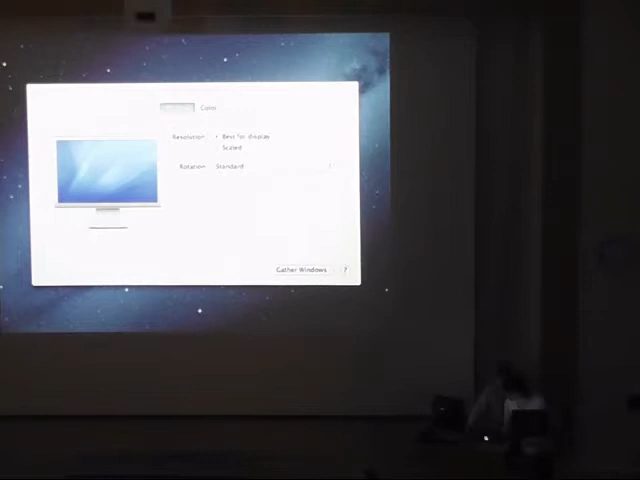 Color
Resolution: Best for display
Scaled
Rotation: Standard
Gather Windows ?